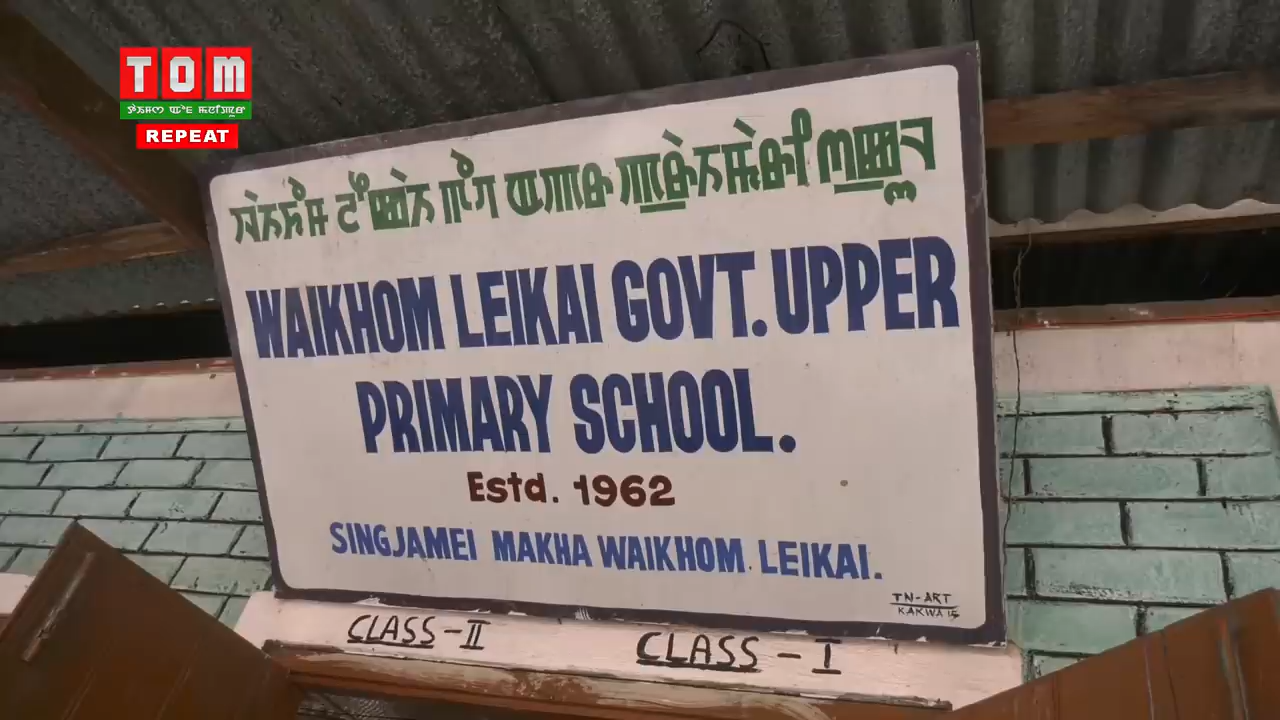 TOM
REPEAT
WAIKHOM LEIKAI GOVT. UPPER
PRIMARY SCHOOL.
Estd. 1962
SINGJAMEI MAKHA WAIKHOM LEIKAI.
TN-ART
KAKWA
CLASS-II CLASS-I